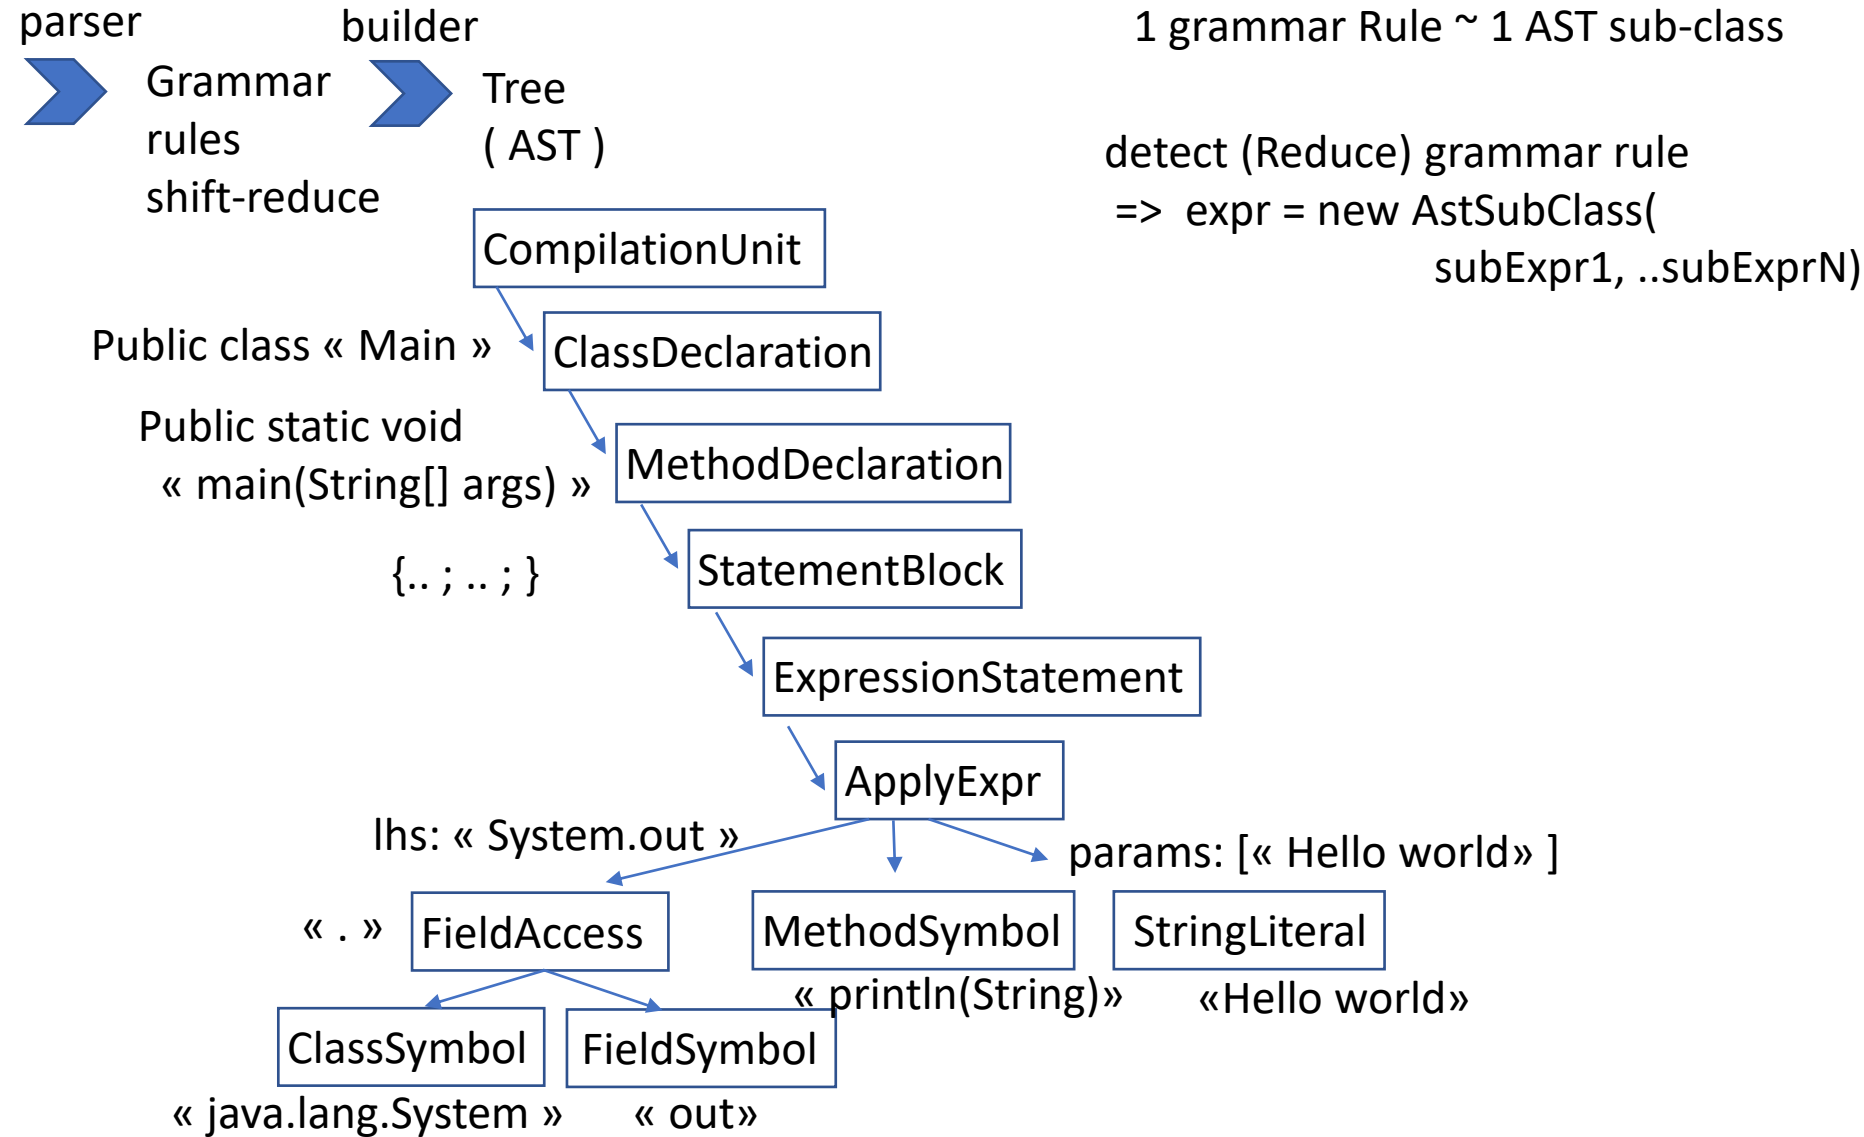 parser
builder
1 grammar Rule ~ 1 AST sub-class
Grammar
rules
shift-reduce
Tree
( AST )
detect (Reduce) grammar rule
=> expr = new AstSubClass(
subExpr1, ..subExprN)
CompilationUnit
Public class « Main »
ClassDeclaration
Public static void
« main(String[] args) »
MethodDeclaration
{.. ; .. ; }
StatementBlock
ExpressionStatement
ApplyExpr
lhs: « System.out »
params: [« Hello world» ]
« . »
FieldAccess
MethodSymbol
StringLiteral
« println(String)»
«Hello world»
ClassSymbol
FieldSymbol
« java.lang.System »
« out»